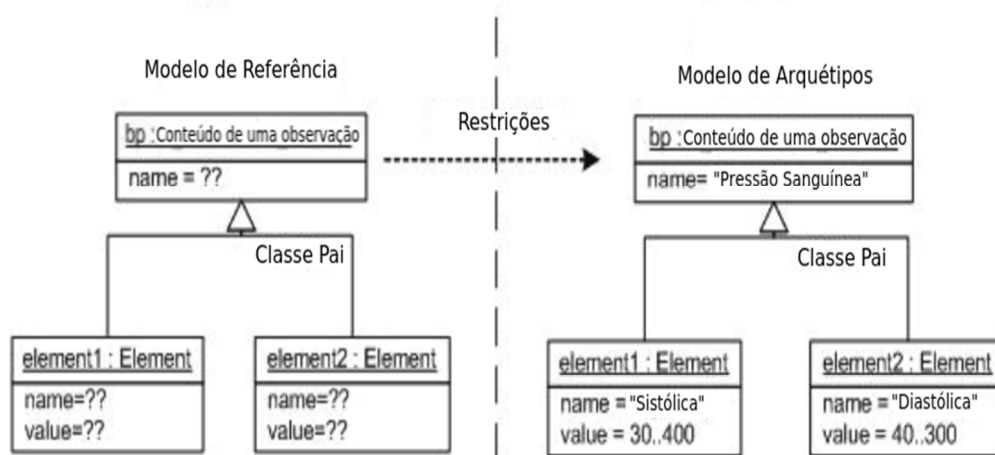 Modelo de Referência
bp :Conteúdo de uma observação
name = ??
Classe Pai
element1 : Element
name=??
value=??
element2 : Element
name=??
value=??
Restrições
Modelo de Arquétipos
bp :Conteúdo de uma observação
name= "Pressão Sanguínea"
Classe Pai
element1 : Element
name ="Sistólica"
value = 30..400
element2 : Element
name ="Diastólica"
value = 40..300